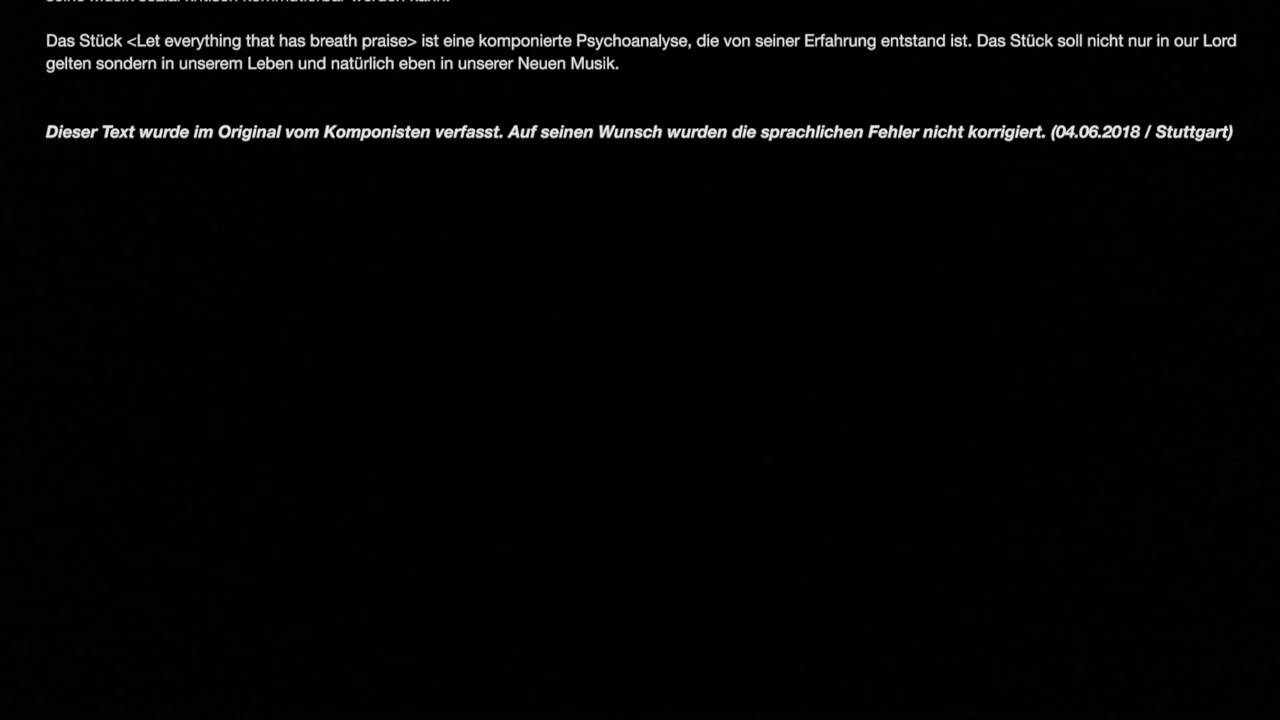 Das Stück <Let everything that has breath praise> ist eine komponierte Psychoanalyse, die von seiner Erfahrung entstand ist. Das Stück soll nicht nur in our Lord
gelten sondern in unserem Leben und natürlich eben in unserer Neuen Musik.
Dieser Text wurde im Original vom Komponisten verfasst. Auf seinen Wunsch wurden die sprachlichen Fehler nicht korrigiert. (04.06.2018 / Stuttgart)